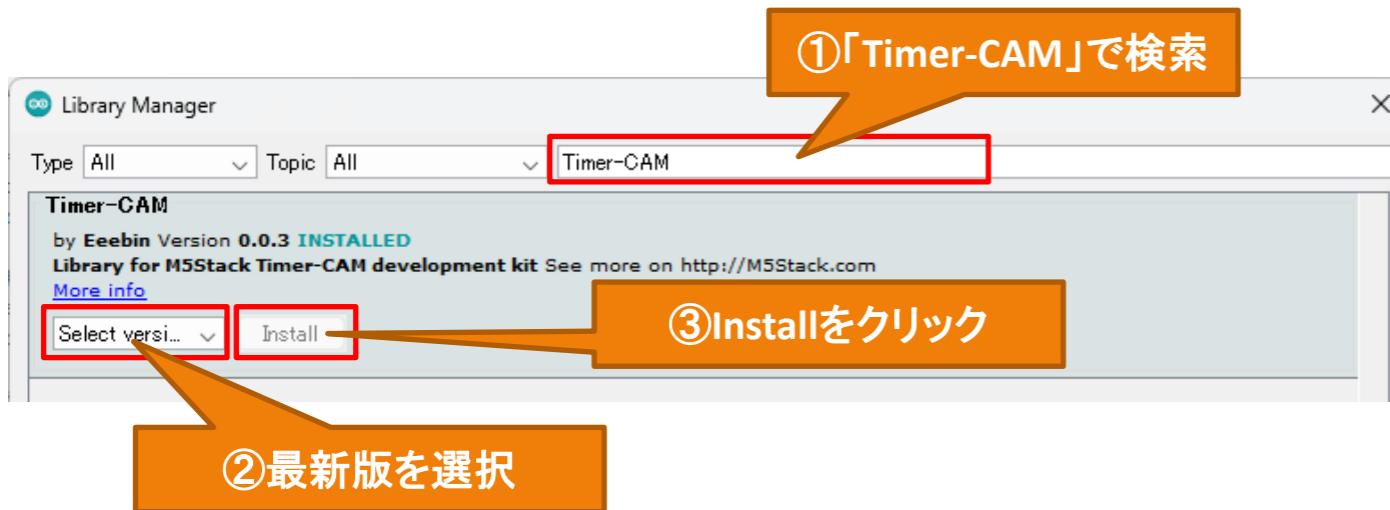 ①「Timer-CAM」で検索
Library Manager
Type All Topic All Timer-CAM
Timer-CAM
by Eeebin Version 0.0.3 INSTALLED
Library for M5Stack Timer-CAM development kit See more on http://M5Stack.com
More info
Select versi... Install
③Installをクリック
②最新版を選択